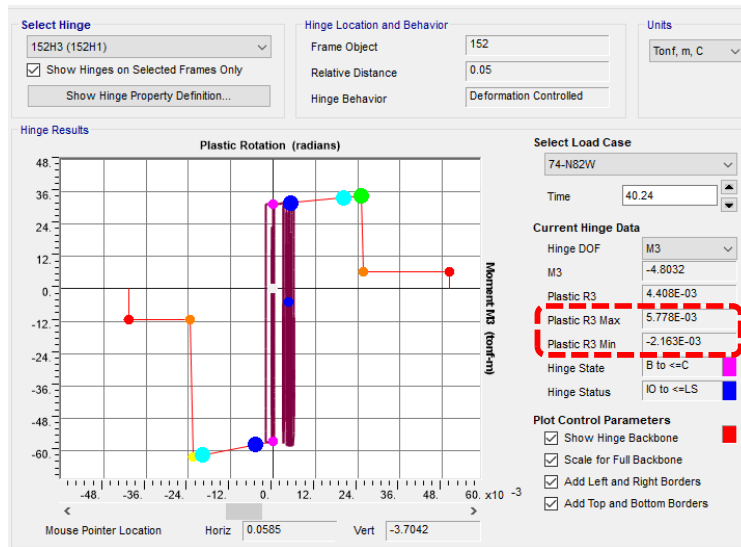 Select Hinge
152H3 (152H1)
Show Hinges on Selected Frames Only
Show Hinge Property Definition...
Hinge Location and Behavior
Frame Object 152
Relative Distance 0.05
Hinge Behavior Deformation Controlled
Units
Tonf, m, C
Hinge Results
Plastic Rotation (radians)
48.
36.
24.
12.
0.
-12.
-24.
-36.
-48.
-60.
Moment M3 (tonf-m)
-48. -36. -24. -12. 0. 12. 24. 36. 48. 60. x10 -3
< >
Mouse Pointer Location Horiz 0.0585 Vert -3.7042
Select Load Case
74-N82W
Time 40.24
Current Hinge Data
Hinge DOF M3
M3 -4.8032
Plastic R3 4.408E-03
Plastic R3 Max 5.778E-03
Plastic R3 Min -2.163E-03
Hinge State B to <=C
Hinge Status IO to <=LS
Plot Control Parameters
Show Hinge Backbone
Scale for Full Backbone
Add Left and Right Borders
Add Top and Bottom Borders